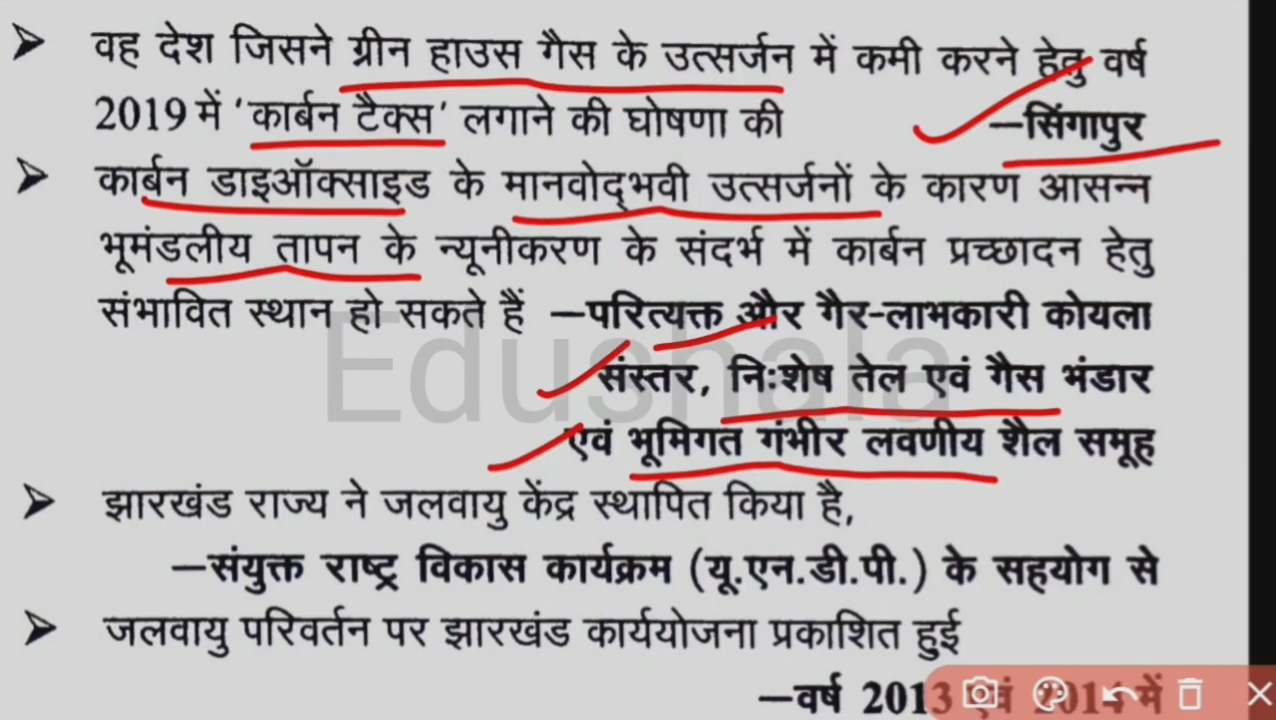 ➤ वह देश जिसने ग्रीन हाउस गैस के उत्सर्जन में कमी करने हेतु वर्ष
2019 में 'कार्बन टैक्स' लगाने की घोषणा की —सिंगापुर
➤ कार्बन डाइऑक्साइड के मानवोद्भवी उत्सर्जनों के कारण आसन्न
भूमंडलीय तापन के न्यूनीकरण के संदर्भ में कार्बन प्रच्छादन हेतु
संभावित स्थान हो सकते हैं —परित्यक्त और गैर-लाभकारी कोयला
संस्तर, निःशेष तेल एवं गैस भंडार
एवं भूमिगत गंभीर लवणीय शैल समूह
➤ झारखंड राज्य ने जलवायु केंद्र स्थापित किया है,
—संयुक्त राष्ट्र विकास कार्यक्रम (यू.एन.डी.पी.) के सहयोग से
➤ जलवायु परिवर्तन पर झारखंड कार्ययोजना प्रकाशित हुई
—वर्ष 2013 एवं 2014 में
Edushala